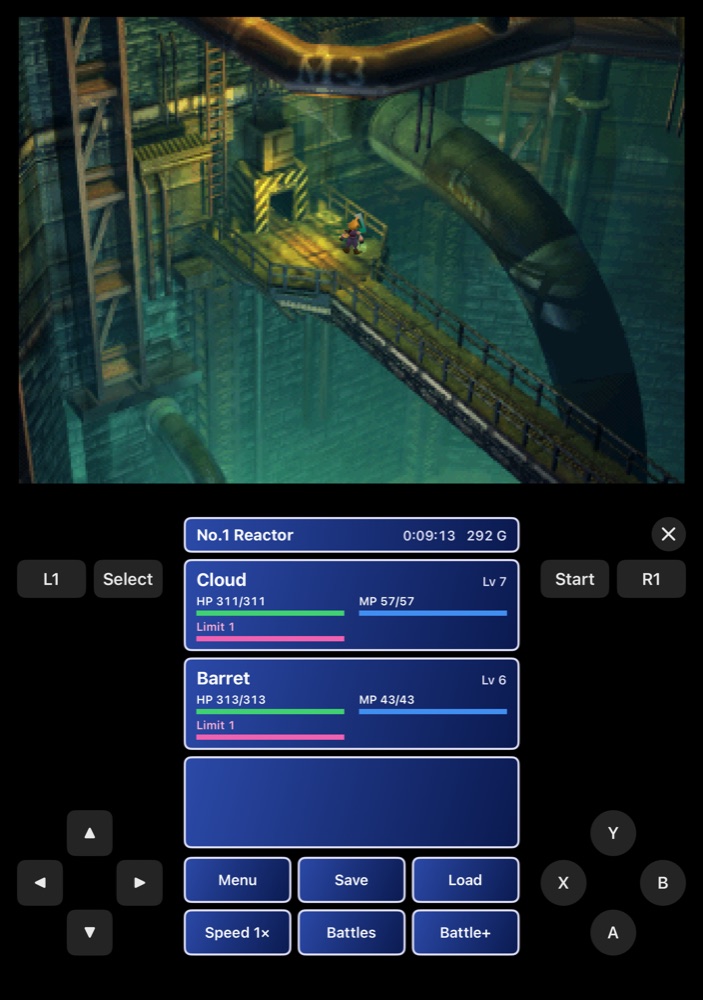 M-3
No.1 Reactor 0:09:13 292 G
L1 Select Start R1
Cloud Lv 7
HP 311/311 MP 57/57
Limit 1
Barret Lv 6
HP 313/313 MP 43/43
Limit 1
Y
X B
A
Menu Save Load
Speed 1× Battles Battle+